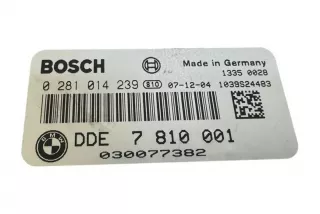 BOSCH Made in Germany
1335 0028
0 281 014 239 810 07-12-04 1039S24483
BMW DDE 7 810 001
030077382